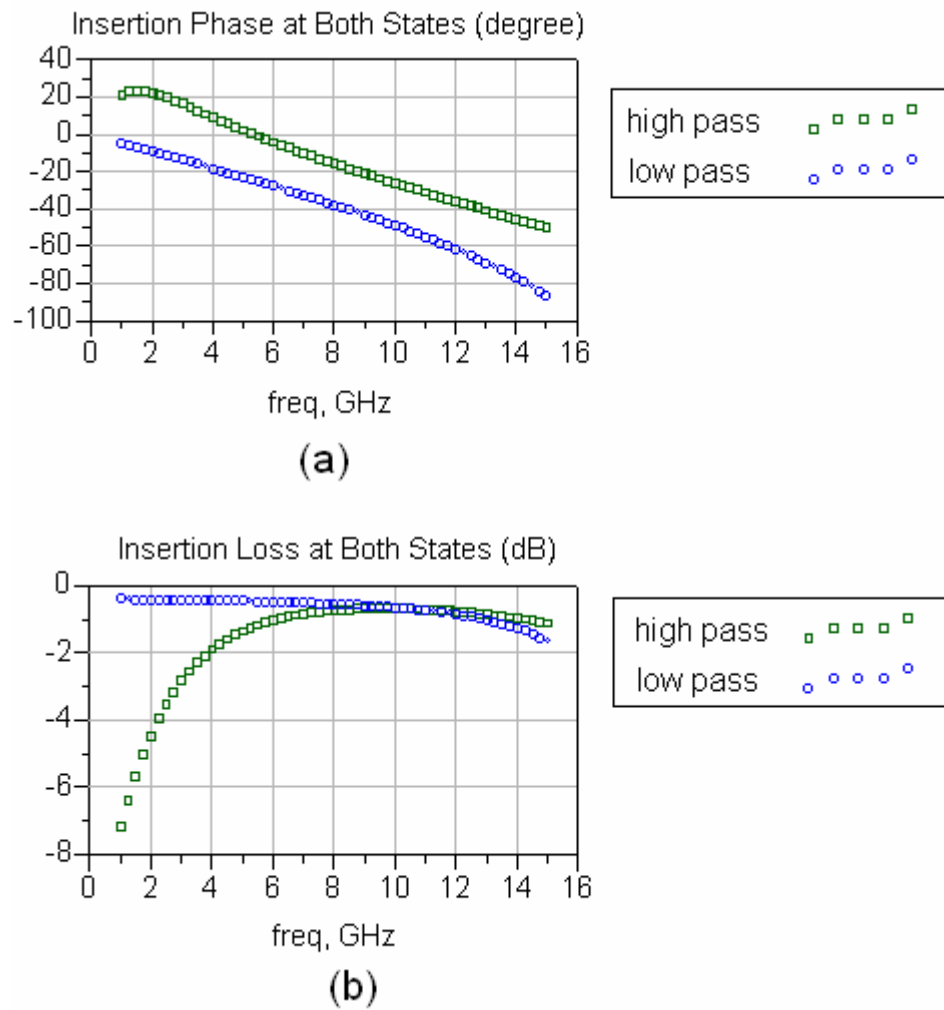 Insertion Phase at Both States (degree)
40
20
0
-20
-40
-60
-80
-100
0 2 4 6 8 10 12 14 16
freq, GHz
high pass
low pass
(a)
Insertion Loss at Both States (dB)
0
-2
-4
-6
-8
0 2 4 6 8 10 12 14 16
freq, GHz
high pass
low pass
(b)